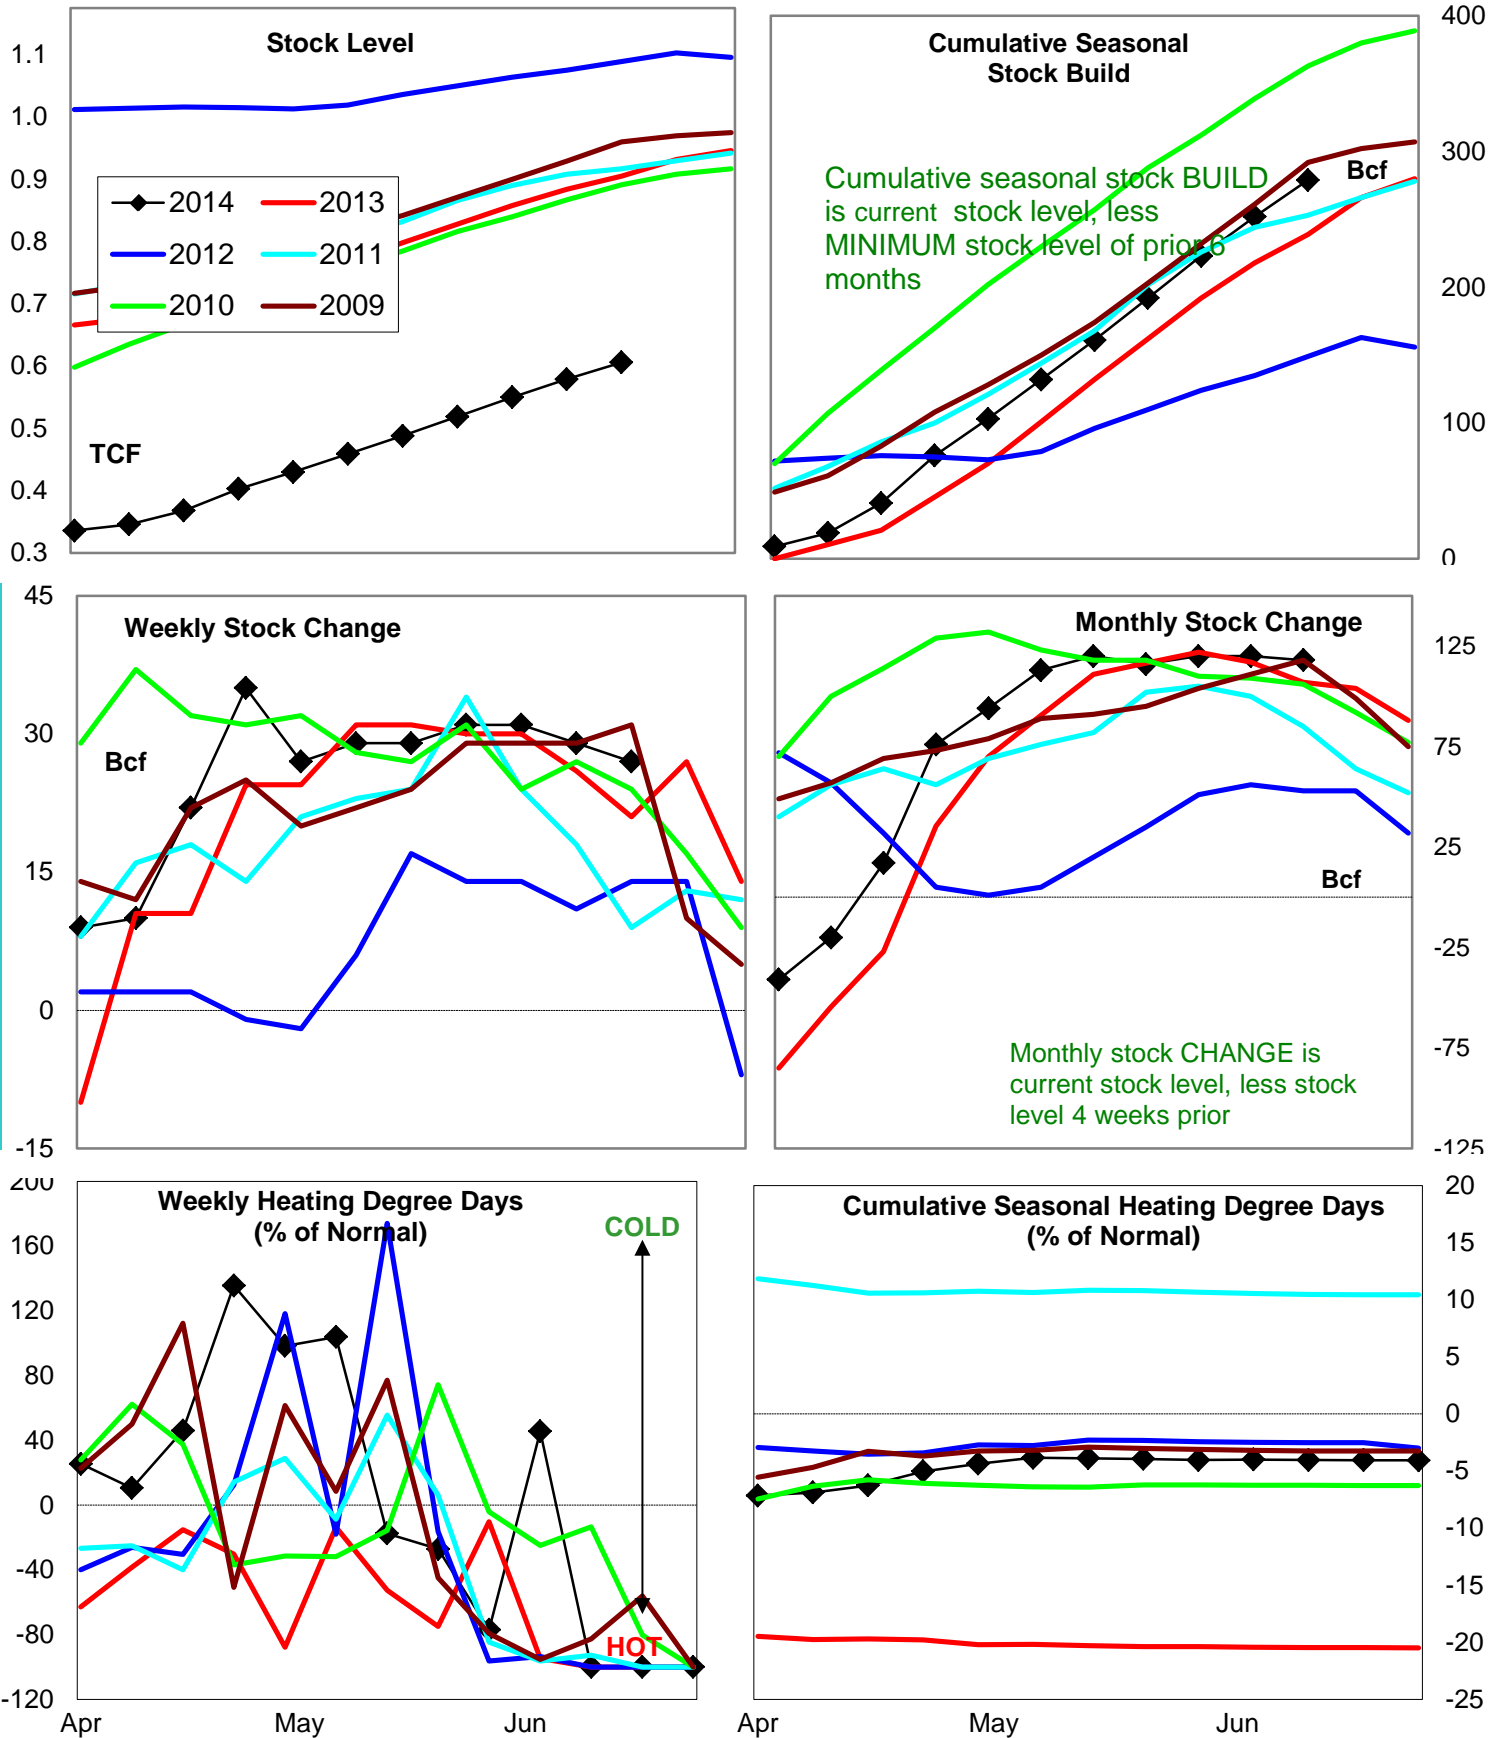 Stock Level
1.1
1.0
0.9
0.8
0.7
0.6
0.5
0.4
0.3
2014
2013
2012
2011
2010
2009
TCF
Cumulative Seasonal
Stock Build
400
300
200
100
0
Cumulative seasonal stock BUILD
is current stock level, less
MINIMUM stock level of prior 6
months
Bcf
Weekly Stock Change
45
30
15
0
-15
Bcf
Monthly Stock Change
125
75
25
-25
-75
-125
Bcf
Monthly stock CHANGE is
current stock level, less stock
level 4 weeks prior
Weekly Heating Degree Days
(% of Normal)
200
160
120
80
40
0
-40
-80
-120
COLD
HOT
Apr
May
Jun
Cumulative Seasonal Heating Degree Days
(% of Normal)
20
15
10
5
0
-5
-10
-15
-20
-25
Apr
May
Jun